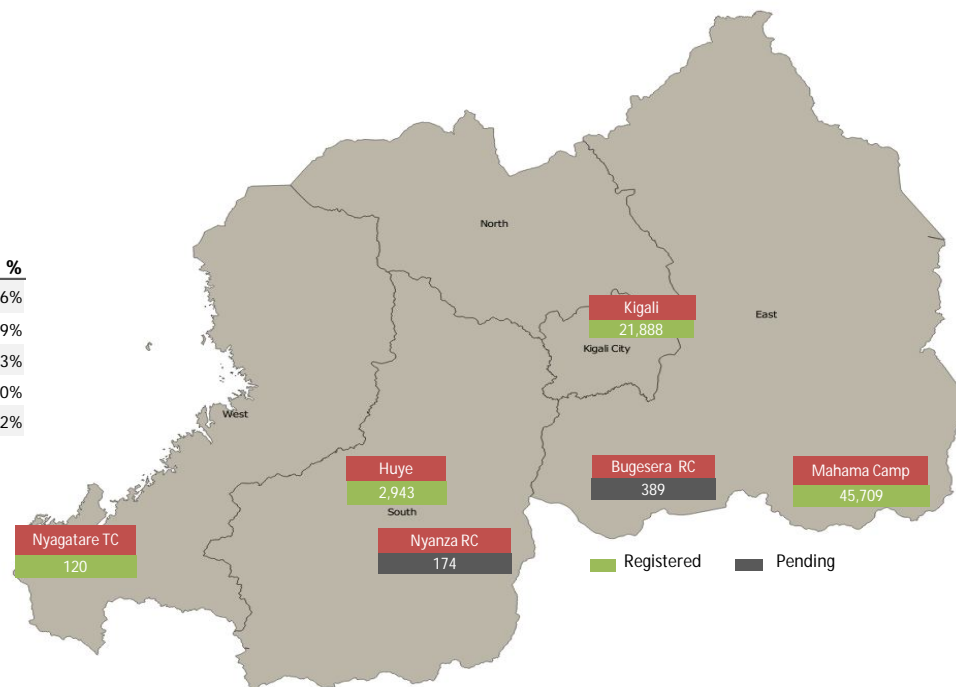 North
%
6%
9%
3%
0%
2%
Kigali
21,888
East
Kigali City
West
Huye
2,943
South
Bugesera RC
389
Mahama Camp
45,709
Nyagatare TC
120
Nyanza RC
174
Registered
Pending